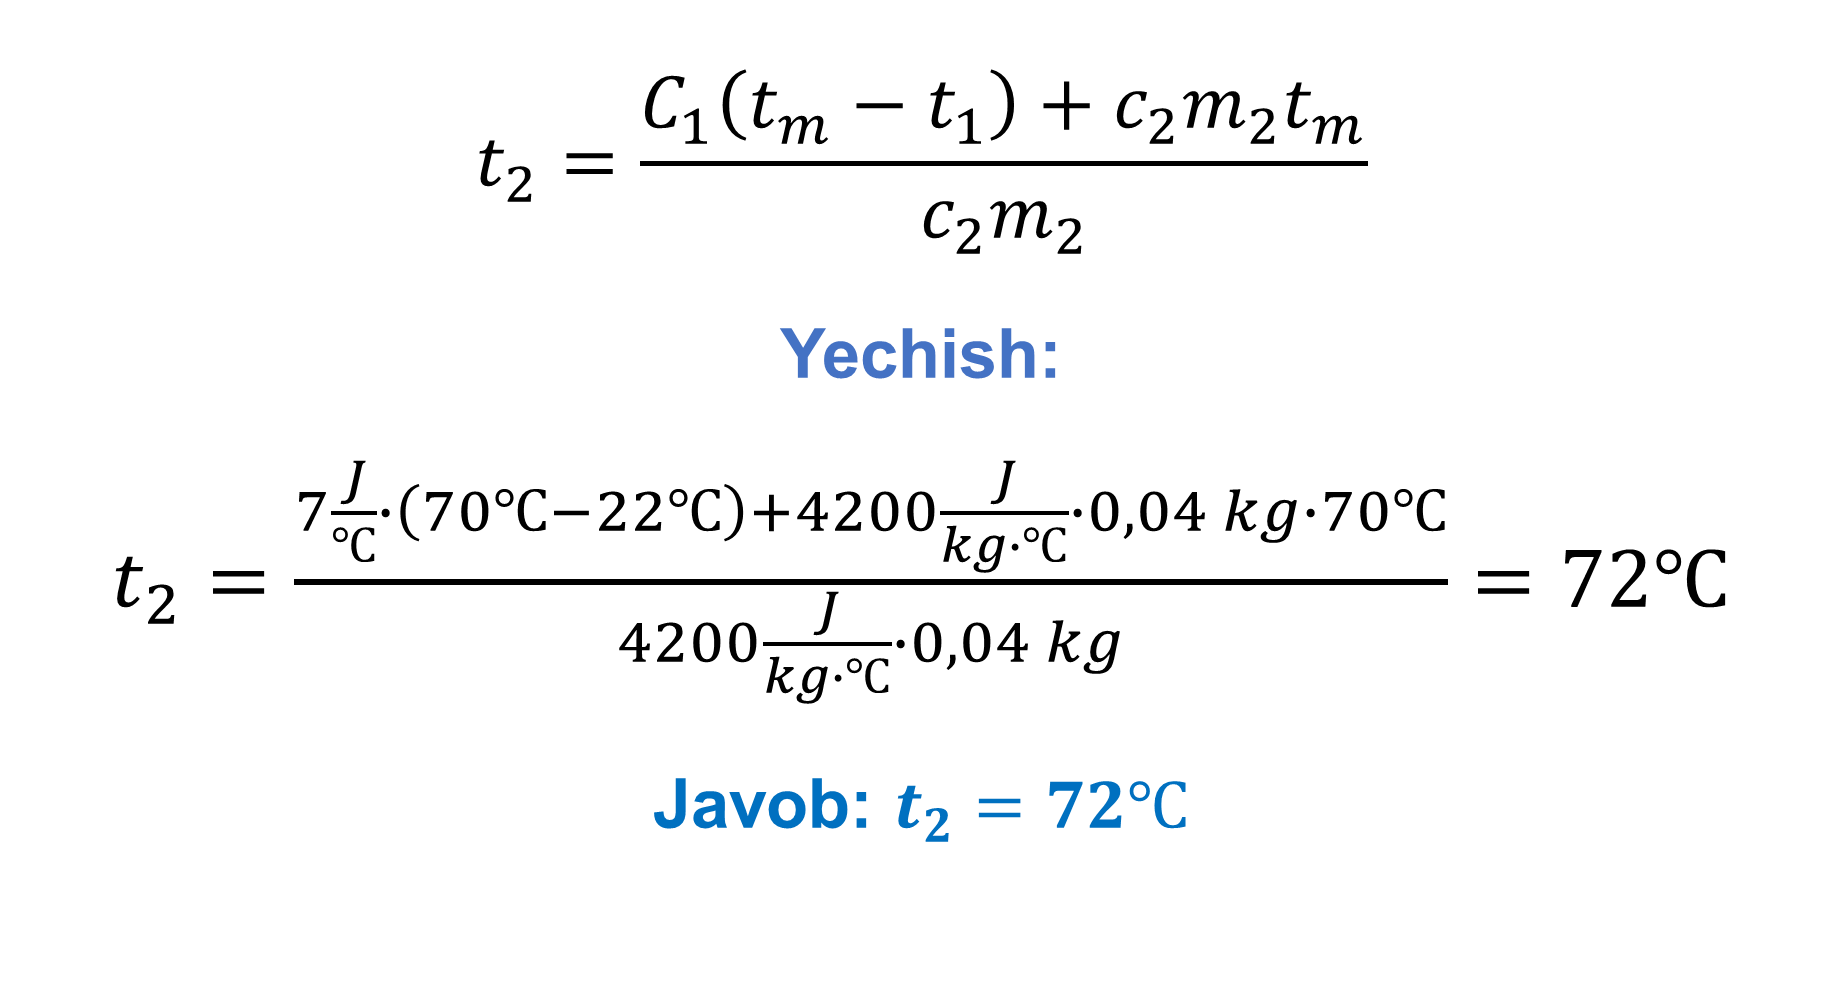 t₂ = (C₁(tₘ − t₁) + c₂m₂tₘ) / (c₂m₂)
Yechish:
t₂ = (7 J/℃·(70℃−22℃)+4200 J/(kg·℃)·0,04 kg·70℃) / (4200 J/(kg·℃)·0,04 kg) = 72℃
Javob: t₂ = 72℃